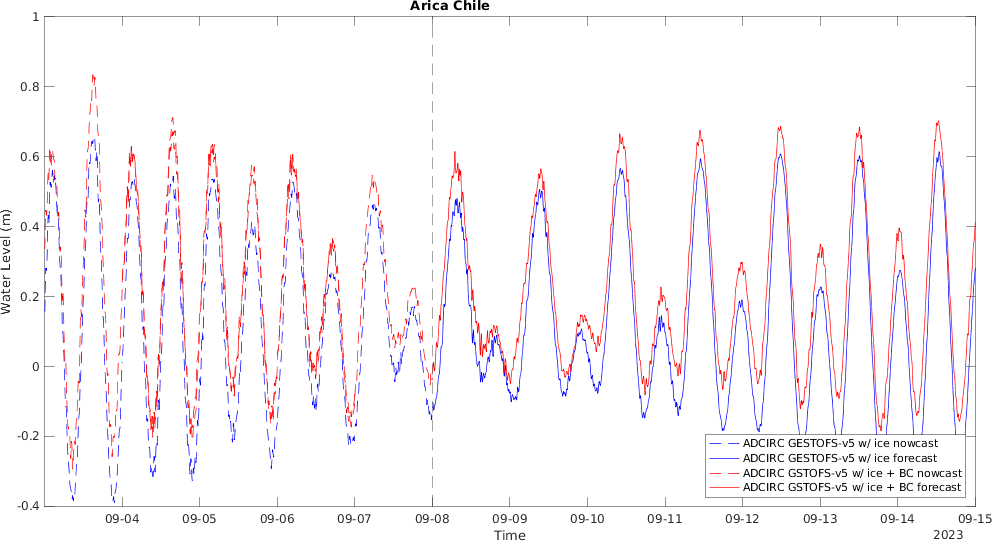 Arica Chile
1
0.8
0.6
0.4
0.2
0
-0.2
-0.4
Water Level (m)
ADCIRC GESTOFS-v5 w/ ice nowcast
ADCIRC GESTOFS-v5 w/ ice forecast
ADCIRC GSTOFS-v5 w/ ice + BC nowcast
ADCIRC GSTOFS-v5 w/ ice + BC forecast
09-04 09-05 09-06 09-07 09-08 09-09 09-10 09-11 09-12 09-13 09-14 09-15
Time
2023